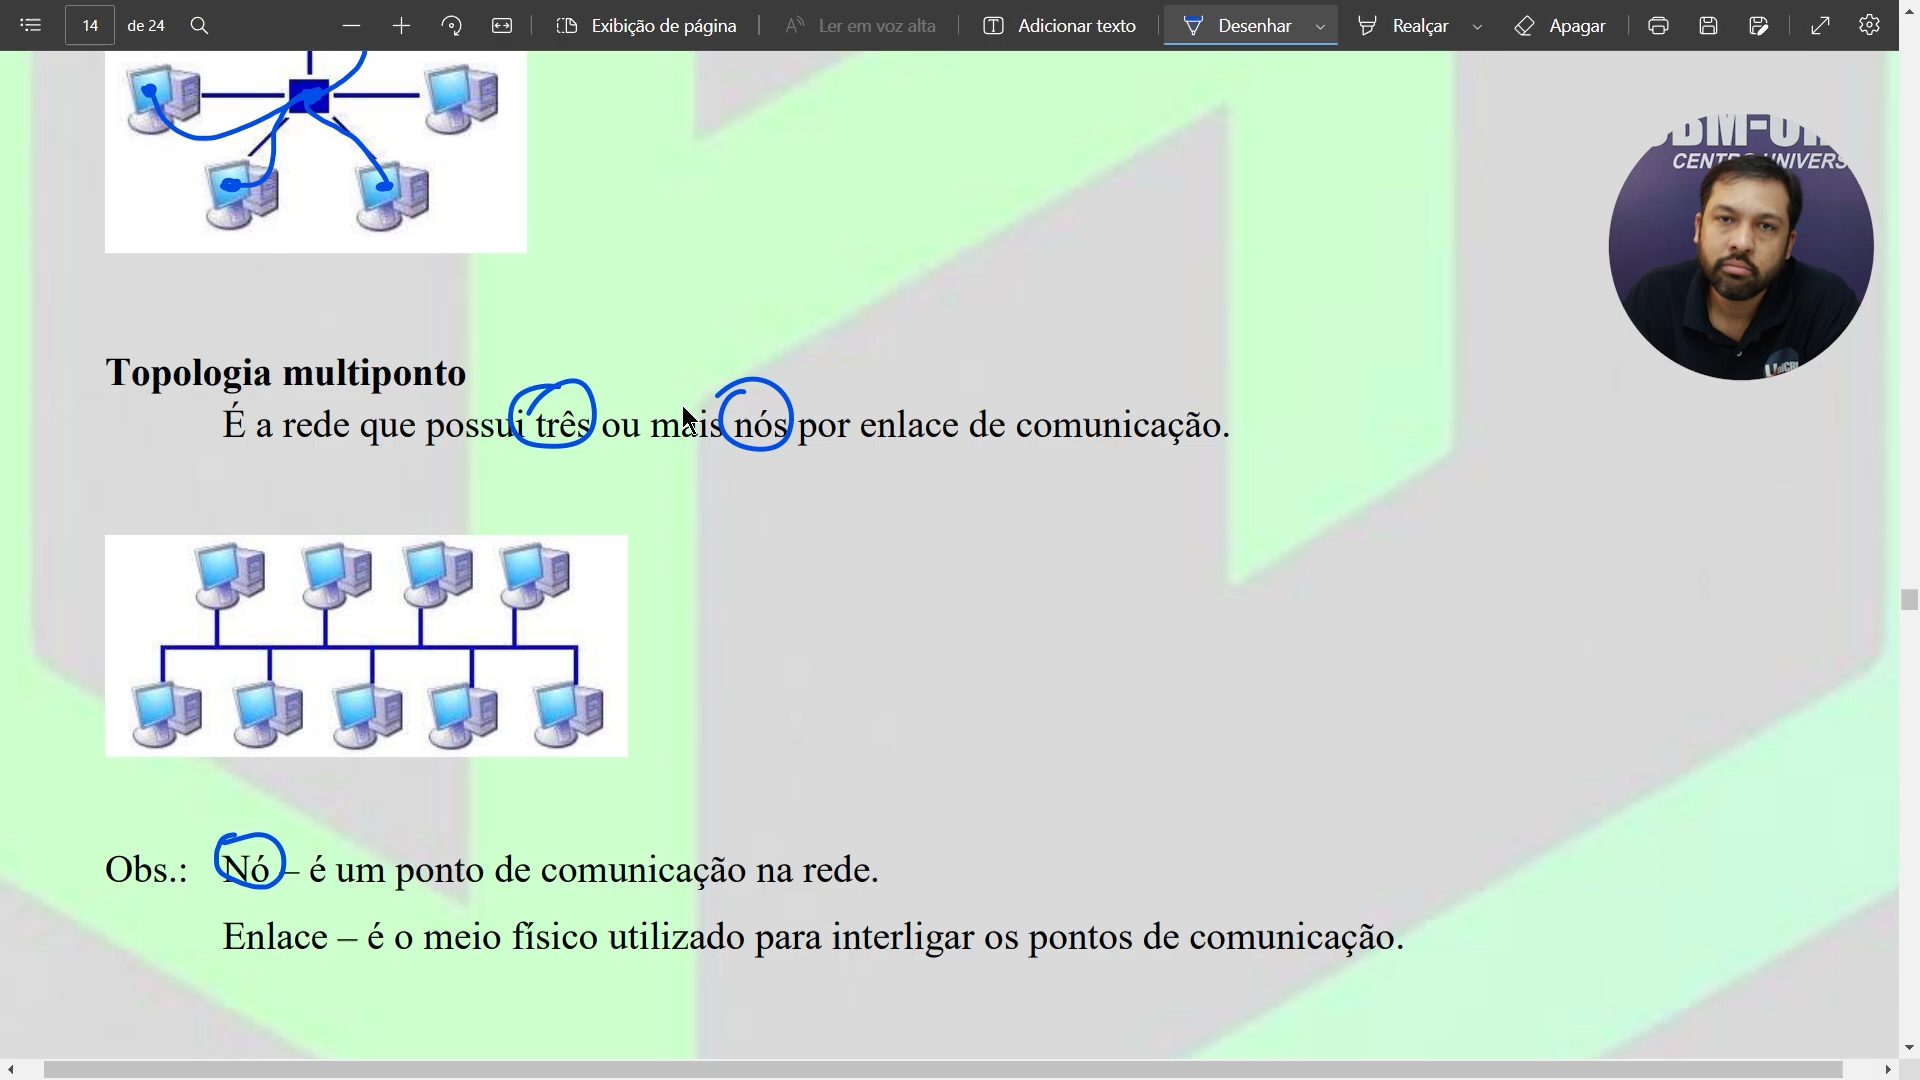 14
de 24
Exibição de página
Ler em voz alta
Adicionar texto
Desenhar
Realçar
Apagar
CENTRO UNIVERS
Topologia multiponto
É a rede que possui três ou mais nós por enlace de comunicação.
Obs.: Nó – é um ponto de comunicação na rede.
Enlace – é o meio físico utilizado para interligar os pontos de comunicação.